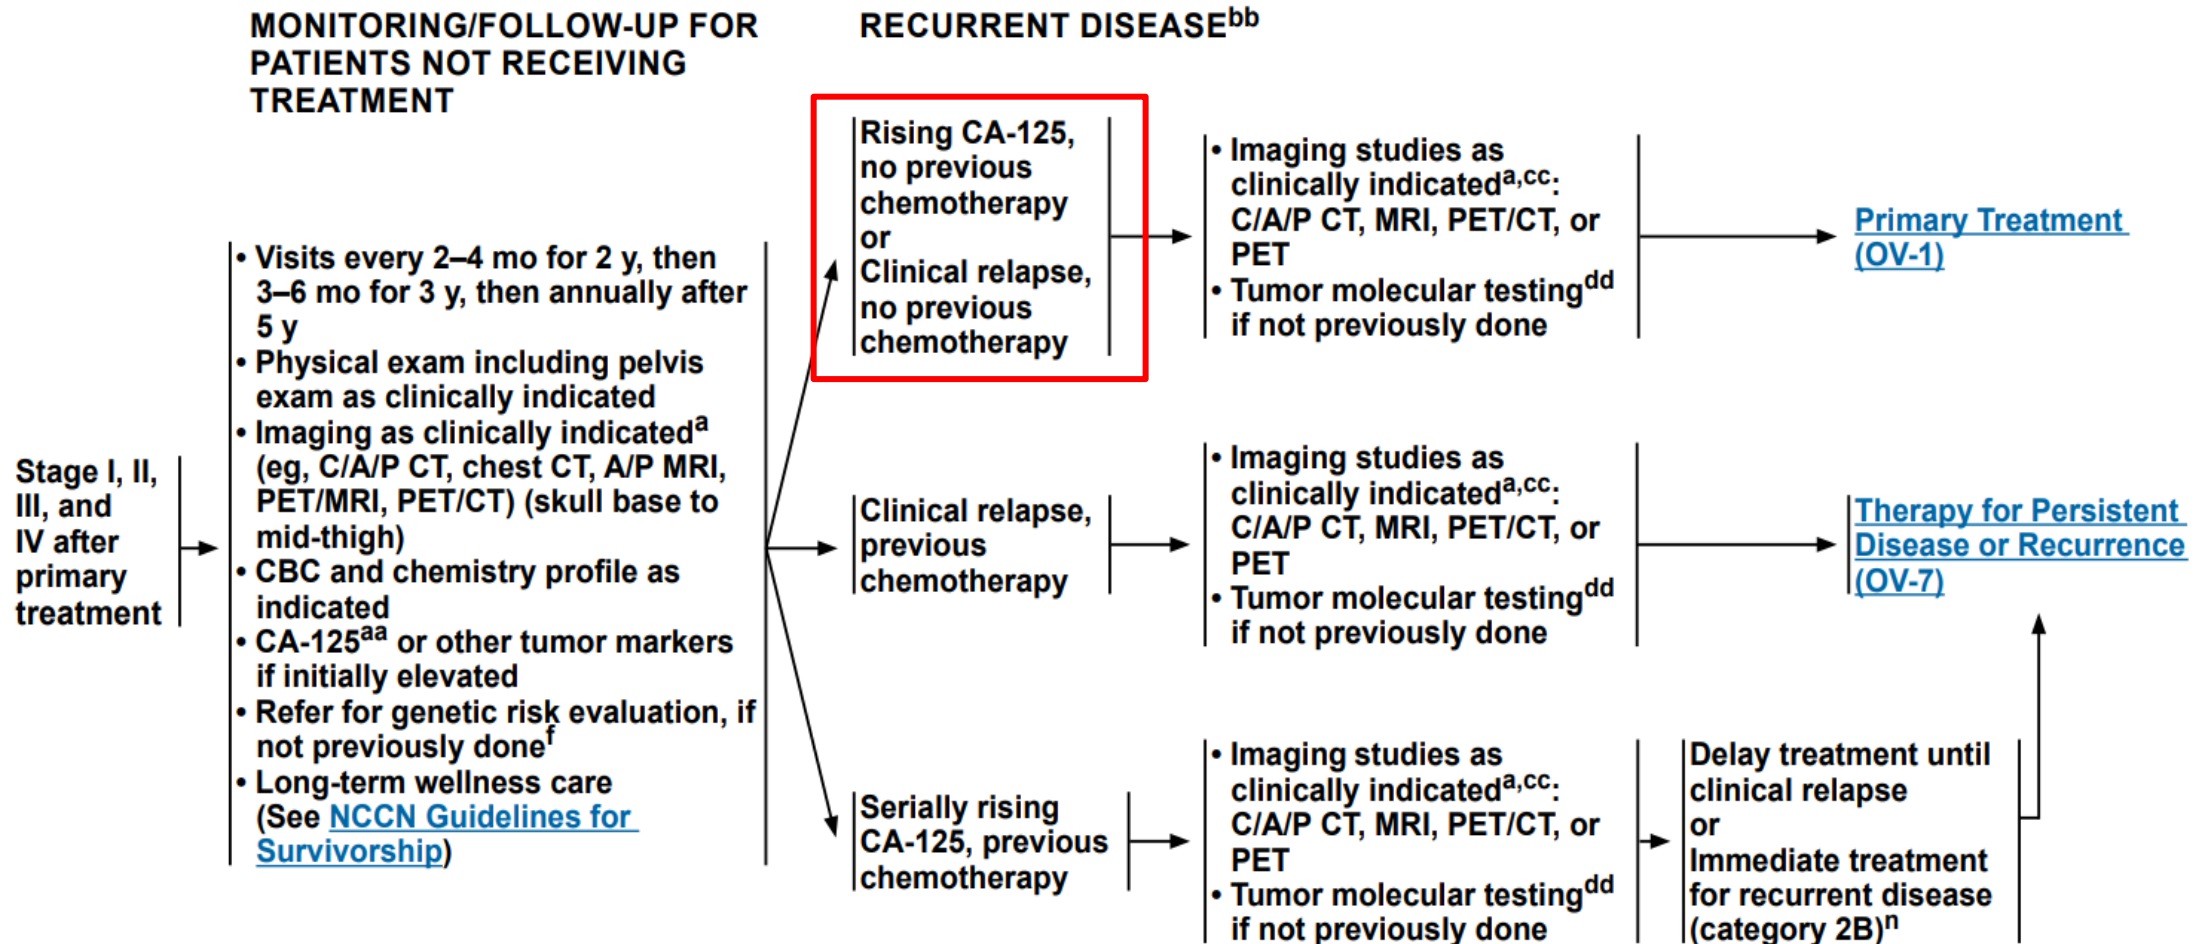 MONITORING/FOLLOW-UP FOR
PATIENTS NOT RECEIVING
TREATMENT
RECURRENT DISEASEbb
Stage I, II,
III, and
IV after
primary
treatment
• Visits every 2–4 mo for 2 y, then
3–6 mo for 3 y, then annually after
5 y
• Physical exam including pelvis
exam as clinically indicated
• Imaging as clinically indicateda
(eg, C/A/P CT, chest CT, A/P MRI,
PET/MRI, PET/CT) (skull base to
mid-thigh)
• CBC and chemistry profile as
indicated
• CA-125aa or other tumor markers
if initially elevated
• Refer for genetic risk evaluation, if
not previously donef
• Long-term wellness care
(See NCCN Guidelines for
Survivorship)
Rising CA-125,
no previous
chemotherapy
or
Clinical relapse,
no previous
chemotherapy
• Imaging studies as
clinically indicateda,cc:
C/A/P CT, MRI, PET/CT, or
PET
• Tumor molecular testingdd
if not previously done
Primary Treatment
(OV-1)
Clinical relapse,
previous
chemotherapy
• Imaging studies as
clinically indicateda,cc:
C/A/P CT, MRI, PET/CT, or
PET
• Tumor molecular testingdd
if not previously done
Therapy for Persistent
Disease or Recurrence
(OV-7)
Serially rising
CA-125, previous
chemotherapy
• Imaging studies as
clinically indicateda,cc:
C/A/P CT, MRI, PET/CT, or
PET
• Tumor molecular testingdd
if not previously done
Delay treatment until
clinical relapse
or
Immediate treatment
for recurrent disease
(category 2B)n